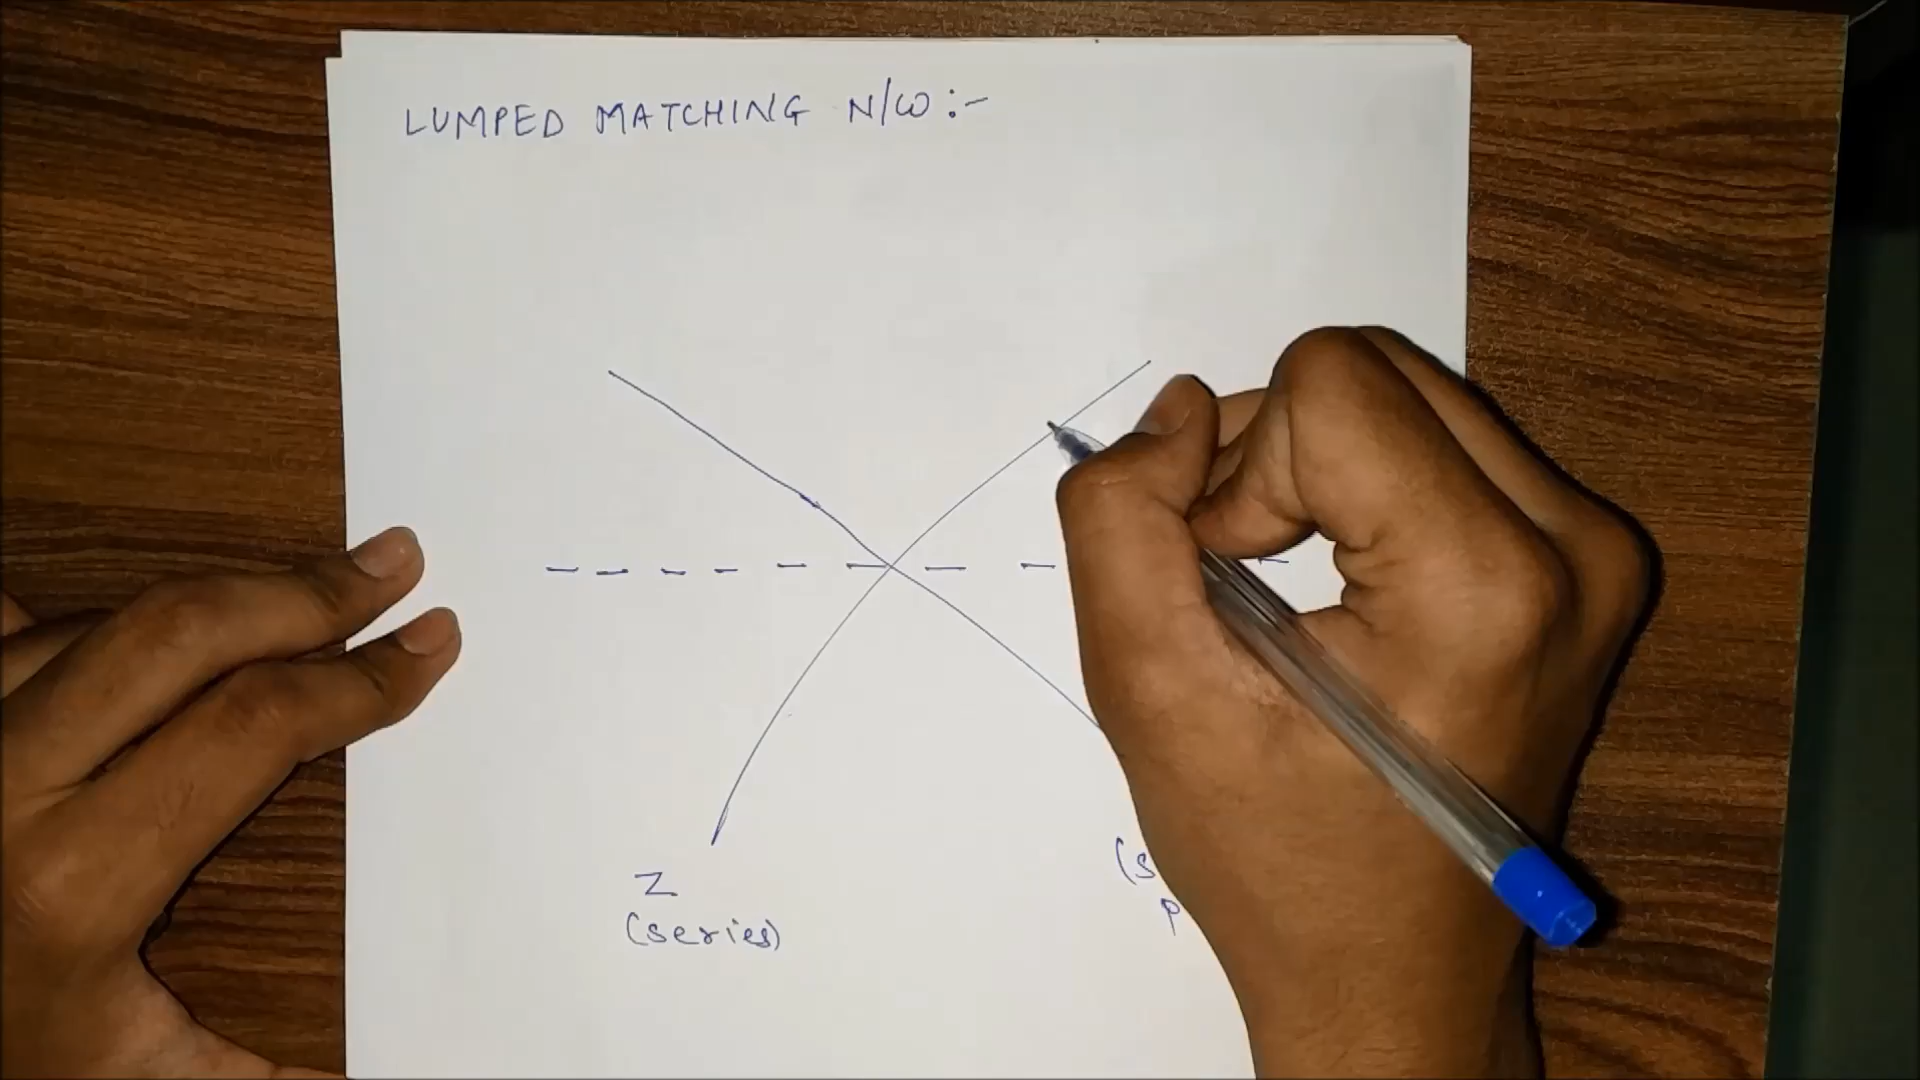 LUMPED MATCHING N/W :-
Z
(series)
(s
P